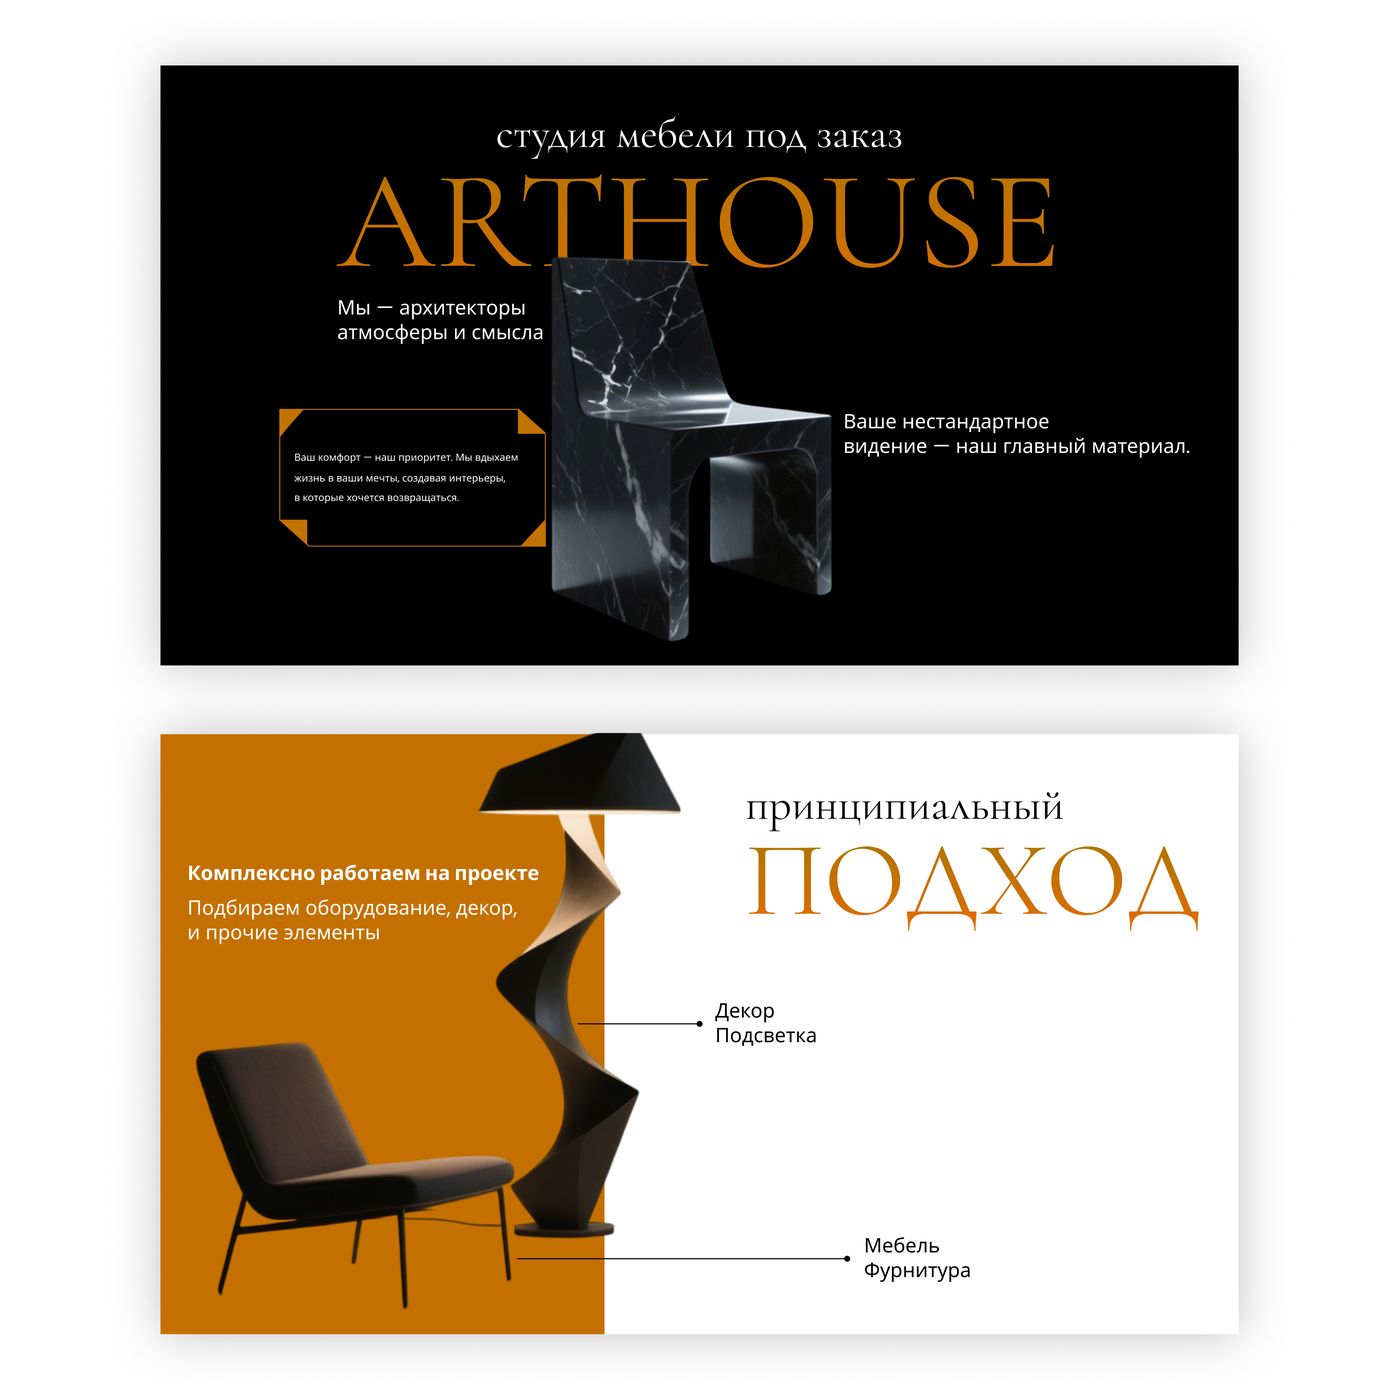 студия мебели под заказ
ARTHOUSE
Мы — архитекторы
атмосферы и смысла
Ваше нестандартное
видение — наш главный материал.
Ваш комфорт — наш приоритет. Мы вдыхаем
жизнь в ваши мечты, создавая интерьеры,
в которые хочется возвращаться.
принципиальный
ПОДХОД
Комплексно работаем на проекте
Подбираем оборудование, декор,
и прочие элементы
Декор
Подсветка
Мебель
Фурнитура